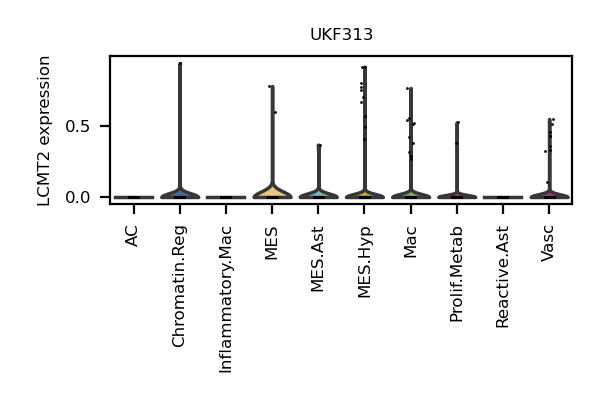 UKF313
LCMT2 expression
0.5
0.0
AC
Chromatin.Reg
Inflammatory.Mac
MES
MES.Ast
MES.Hyp
Mac
Prolif.Metab
Reactive.Ast
Vasc